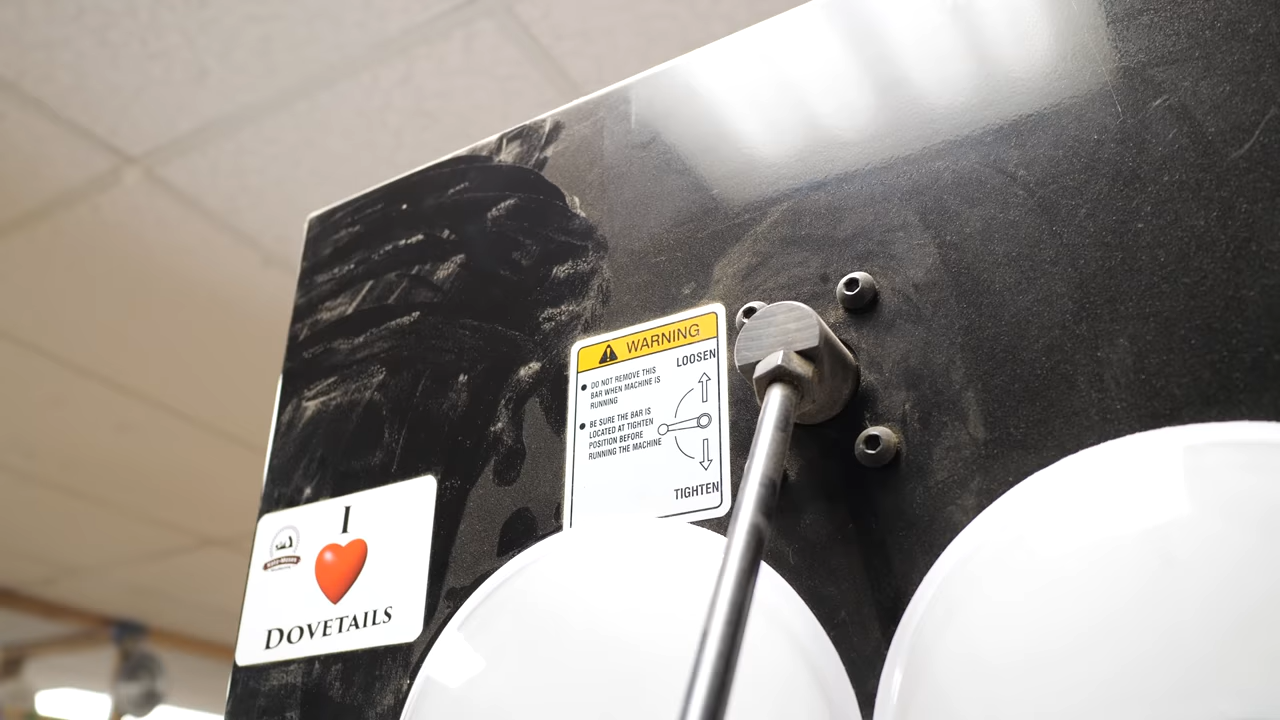 WARNING
LOOSEN
DO NOT REMOVE THIS
BAR WHEN MACHINE IS
RUNNING
BE SURE THE BAR IS
LOCATED AT TIGHTEN
POSITION BEFORE
RUNNING THE MACHINE
TIGHTEN
I
DOVETAILS